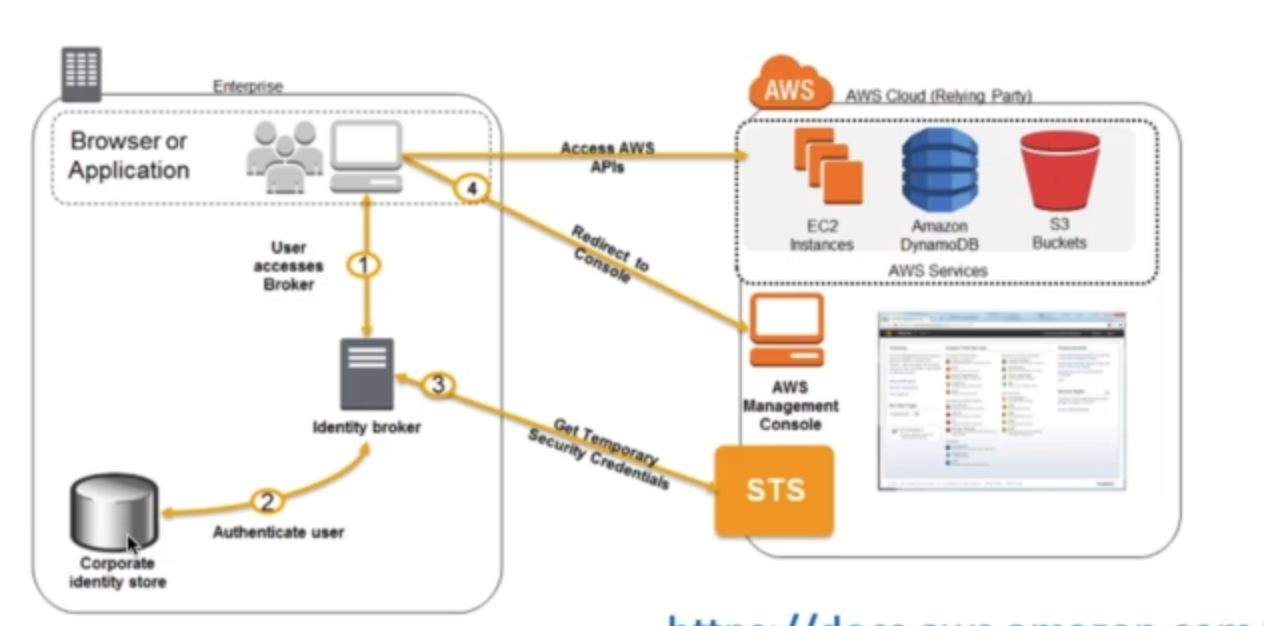 Enterprise
Browser or
Application
AWS
AWS Cloud (Relying Party)
Access AWS
APIs
4
EC2
Instances
Amazon
DynamoDB
S3
Buckets
AWS Services
User
accesses
Broker
1
Redirect to
Console
AWS
Management
Console
3
Identity broker
Get Temporary
Security Credentials
STS
2
Authenticate user
Corporate
identity store